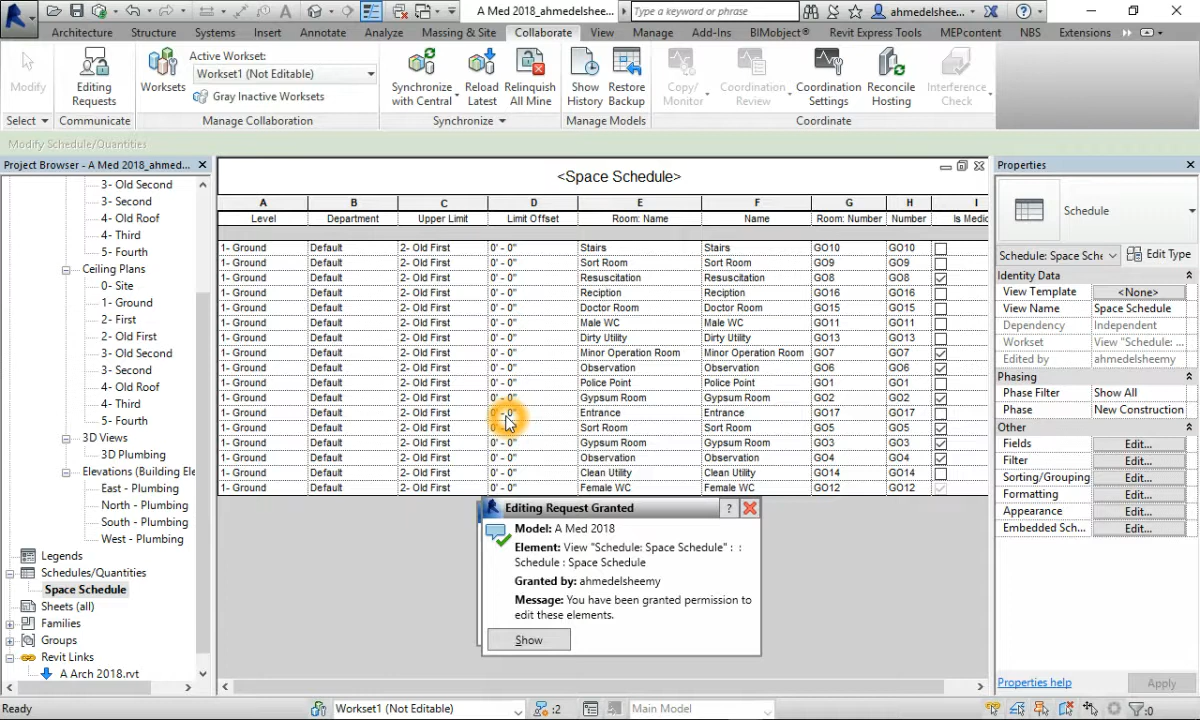 A Med 2018_ahmedelshee...
Type a keyword or phrase
ahmedelshee...
Architecture Structure Systems Insert Annotate Analyze Massing & Site Collaborate View Manage Add-Ins BIMobject® Revit Express Tools MEPcontent NBS Extensions
Modify
Select
Editing
Requests
Communicate
Worksets
Active Workset:
Workset1 (Not Editable)
Gray Inactive Worksets
Manage Collaboration
Synchronize
with Central
Reload
Latest
Relinquish
All Mine
Synchronize
Show
History
Restore
Backup
Manage Models
Copy/
Monitor
Coordination
Review
Coordination
Settings
Reconcile
Hosting
Interference
Check
Coordinate
Modify Schedule/Quantities
Project Browser - A Med 2018_ahmed...
3- Old Second
3- Second
4- Old Roof
4- Third
5- Fourth
Ceiling Plans
0- Site
1- Ground
2- First
2- Old First
3- Old Second
3- Second
4- Old Roof
4- Third
5- Fourth
3D Views
3D Plumbing
Elevations (Building Ele
East - Plumbing
North - Plumbing
South - Plumbing
West - Plumbing
Legends
Schedules/Quantities
Space Schedule
Sheets (all)
Families
Groups
Revit Links
A Arch 2018.rvt
<Space Schedule>
A B C D E F G H I
Level Department Upper Limit Limit Offset Room: Name Name Room: Number Number Is Medic
1- Ground Default 2- Old First 0' - 0" Stairs Stairs GO10 GO10
1- Ground Default 2- Old First 0' - 0" Sort Room Sort Room GO9 GO9
1- Ground Default 2- Old First 0' - 0" Resuscitation Resuscitation GO8 GO8
1- Ground Default 2- Old First 0' - 0" Reciption Reciption GO16 GO16
1- Ground Default 2- Old First 0' - 0" Doctor Room Doctor Room GO15 GO15
1- Ground Default 2- Old First 0' - 0" Male WC Male WC GO11 GO11
1- Ground Default 2- Old First 0' - 0" Dirty Utility Dirty Utility GO13 GO13
1- Ground Default 2- Old First 0' - 0" Minor Operation Room Minor Operation Room GO7 GO7
1- Ground Default 2- Old First 0' - 0" Observation Observation GO6 GO6
1- Ground Default 2- Old First 0' - 0" Police Point Police Point GO1 GO1
1- Ground Default 2- Old First 0' - 0" Gypsum Room Gypsum Room GO2 GO2
1- Ground Default 2- Old First 0' - 0" Entrance Entrance GO17 GO17
1- Ground Default 2- Old First 0' - 0" Sort Room Sort Room GO5 GO5
1- Ground Default 2- Old First 0' - 0" Gypsum Room Gypsum Room GO3 GO3
1- Ground Default 2- Old First 0' - 0" Observation Observation GO4 GO4
1- Ground Default 2- Old First 0' - 0" Clean Utility Clean Utility GO14 GO14
1- Ground Default 2- Old First 0' - 0" Female WC Female WC GO12 GO12
Editing Request Granted
Model: A Med 2018
Element: View "Schedule: Space Schedule" : :
Schedule : Space Schedule
Granted by: ahmedelsheemy
Message: You have been granted permission to
edit these elements.
Show
Properties
Schedule
Schedule: Space Sche Edit Type
Identity Data
View Template <None>
View Name Space Schedule
Dependency Independent
Workset View "Schedule: ...
Edited by ahmedelsheemy
Phasing
Phase Filter Show All
Phase New Construction
Other
Fields Edit...
Filter Edit...
Sorting/Grouping Edit...
Formatting Edit...
Appearance Edit...
Embedded Sch... Edit...
Properties help Apply
Ready
Workset1 (Not Editable)
:2
Main Model
:0